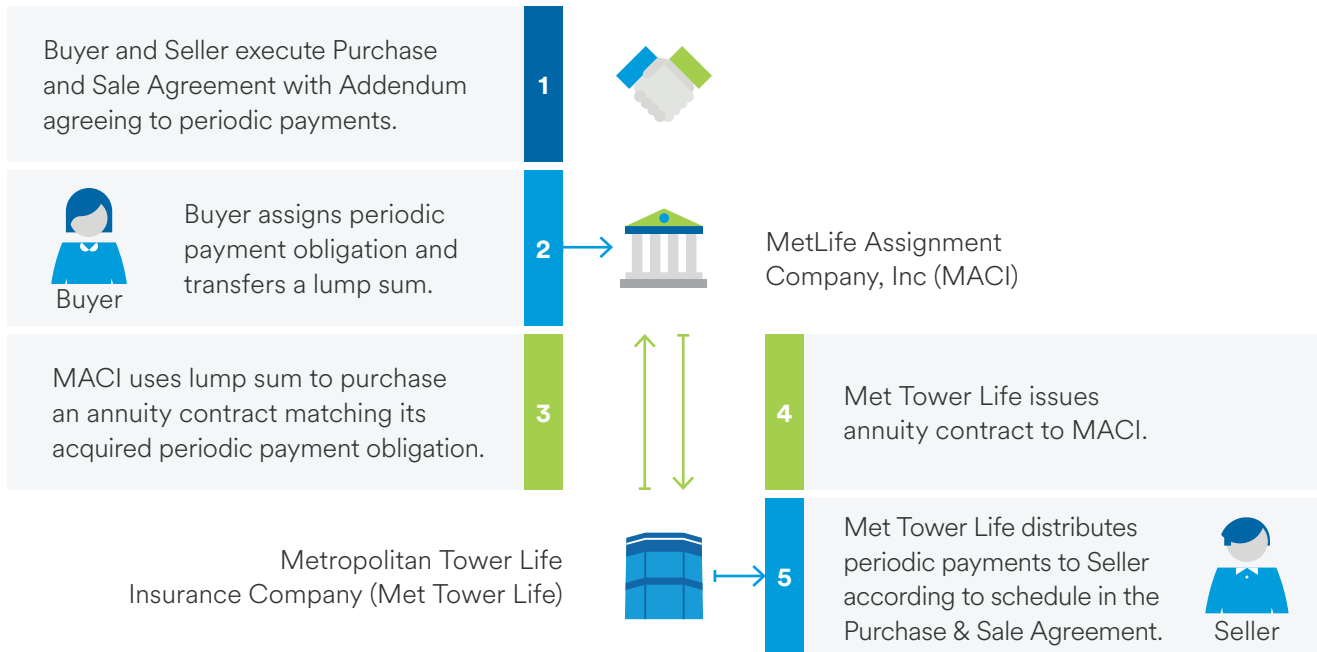 Buyer and Seller execute Purchase
and Sale Agreement with Addendum
agreeing to periodic payments.
1
Buyer
Buyer assigns periodic
payment obligation and
transfers a lump sum.
2
MetLife Assignment
Company, Inc (MACI)
MACI uses lump sum to purchase
an annuity contract matching its
acquired periodic payment obligation.
3
4
Met Tower Life issues
annuity contract to MACI.
Metropolitan Tower Life
Insurance Company (Met Tower Life)
5
Met Tower Life distributes
periodic payments to Seller
according to schedule in the
Purchase & Sale Agreement.
Seller